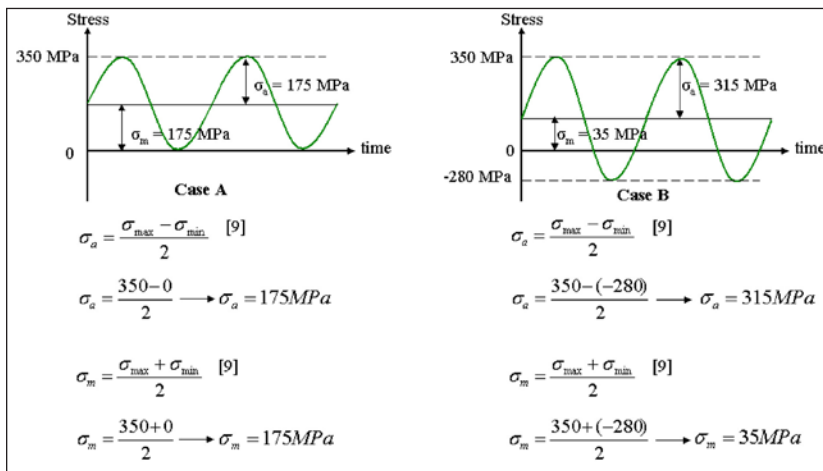 Stress
350 MPa
σa = 175 MPa
σm = 175 MPa
0
time
Case A
σa = (σmax − σmin)/2 [9]
σa = (350−0)/2 ⟶ σa = 175MPa
σm = (σmax + σmin)/2 [9]
σm = (350+0)/2 ⟶ σm = 175MPa
Stress
350 MPa
σa = 315 MPa
σm = 35 MPa
0
time
-280 MPa
Case B
σa = (σmax − σmin)/2 [9]
σa = (350−(−280))/2 ⟶ σa = 315MPa
σm = (σmax + σmin)/2 [9]
σm = (350+(−280))/2 ⟶ σm = 35MPa